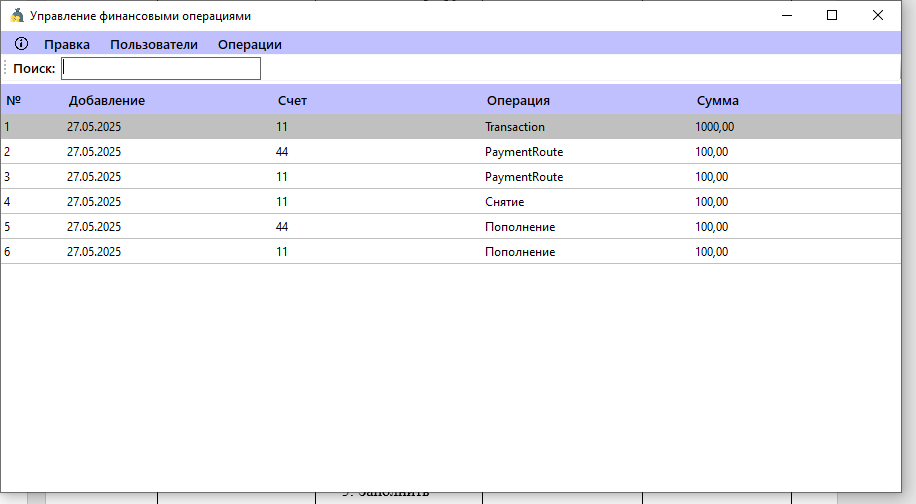 Управление финансовыми операциями
Правка Пользователи Операции
Поиск:
№ Добавление Счет Операция Сумма
1 27.05.2025 11 Transaction 1000,00
2 27.05.2025 44 PaymentRoute 100,00
3 27.05.2025 11 PaymentRoute 100,00
4 27.05.2025 11 Снятие 100,00
5 27.05.2025 44 Пополнение 100,00
6 27.05.2025 11 Пополнение 100,00
Заполнить